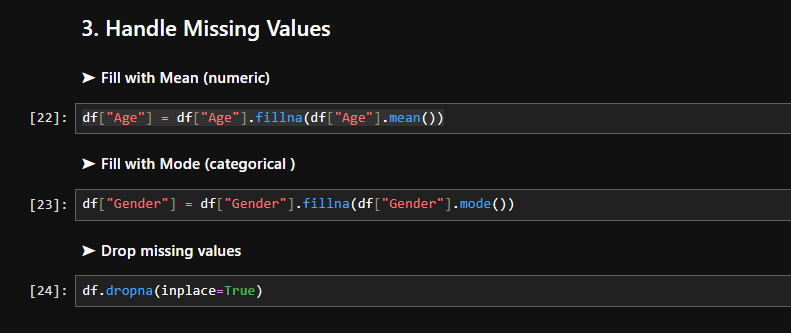 3. Handle Missing Values
➤ Fill with Mean (numeric)
[22]: df["Age"] = df["Age"].fillna(df["Age"].mean())
➤ Fill with Mode (categorical )
[23]: df["Gender"] = df["Gender"].fillna(df["Gender"].mode())
➤ Drop missing values
[24]: df.dropna(inplace=True)